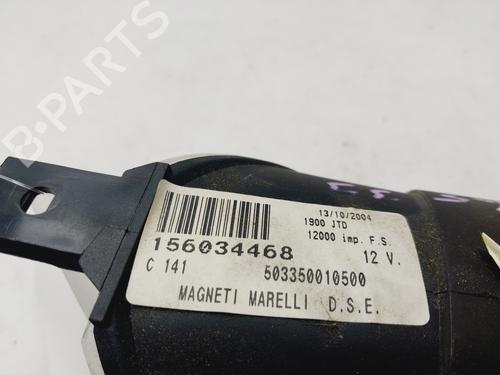 B-PARTS
13/10/2004
1900 JTD
12000 imp. F.S.
156034468
12 V.
C 141
503350010500
MAGNETI MARELLI D.S.E.